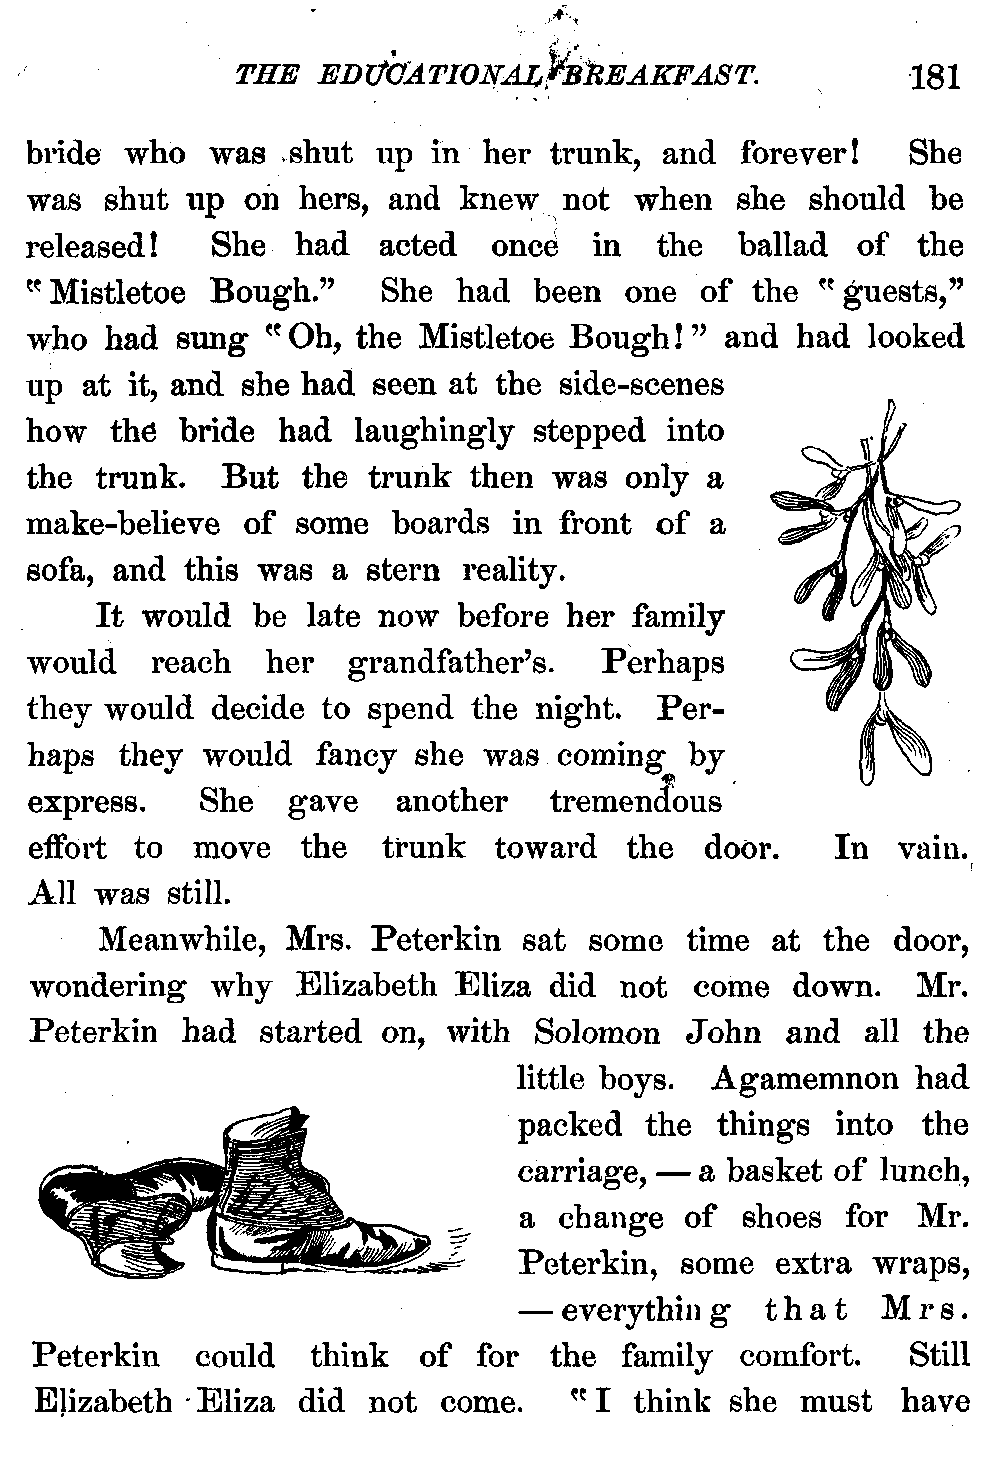 THE EDUCATIONAL BREAKFAST. 181
bride who was shut up in her trunk, and forever! She
was shut up on hers, and knew not when she should be
released! She had acted once in the ballad of the
"Mistletoe Bough." She had been one of the "guests,"
who had sung "Oh, the Mistletoe Bough!" and had looked
up at it, and she had seen at the side-scenes
how the bride had laughingly stepped into
the trunk. But the trunk then was only a
make-believe of some boards in front of a
sofa, and this was a stern reality.
It would be late now before her family
would reach her grandfather's. Perhaps
they would decide to spend the night. Per-
haps they would fancy she was coming by
express. She gave another tremendous
effort to move the trunk toward the door. In vain.
All was still.
Meanwhile, Mrs. Peterkin sat some time at the door,
wondering why Elizabeth Eliza did not come down. Mr.
Peterkin had started on, with Solomon John and all the
little boys. Agamemnon had
packed the things into the
carriage, — a basket of lunch,
a change of shoes for Mr.
Peterkin, some extra wraps,
— everything that Mrs.
Peterkin could think of for the family comfort. Still
Elizabeth Eliza did not come. "I think she must have